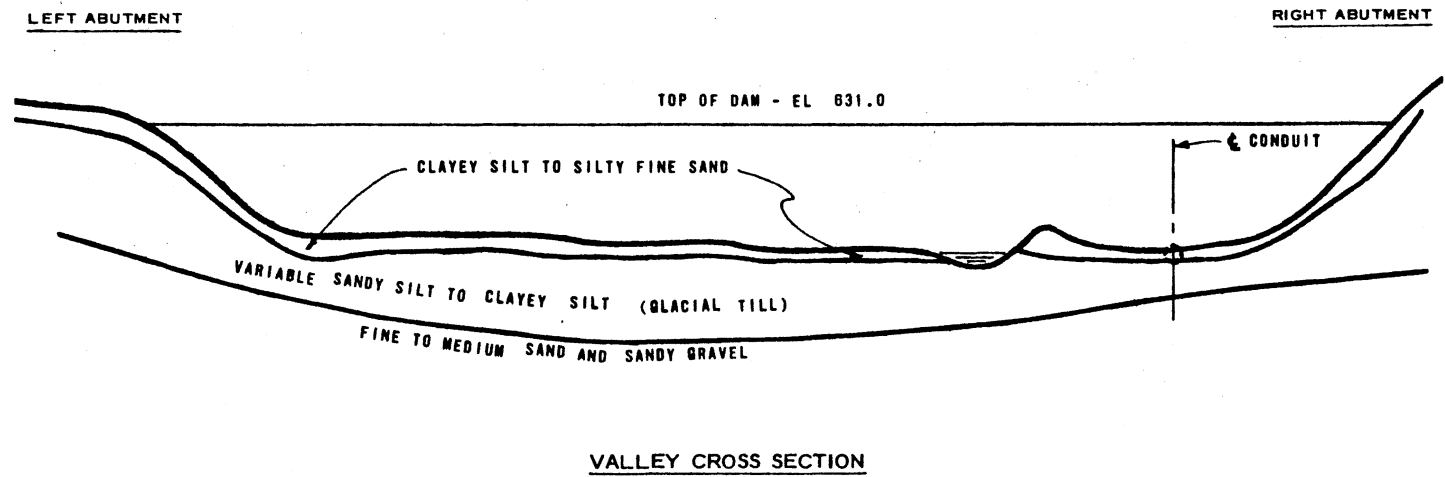 LEFT ABUTMENT
RIGHT ABUTMENT
TOP OF DAM - EL 631.0
℄ CONDUIT
CLAYEY SILT TO SILTY FINE SAND
VARIABLE SANDY SILT TO CLAYEY SILT (GLACIAL TILL)
FINE TO MEDIUM SAND AND SANDY GRAVEL
VALLEY CROSS SECTION